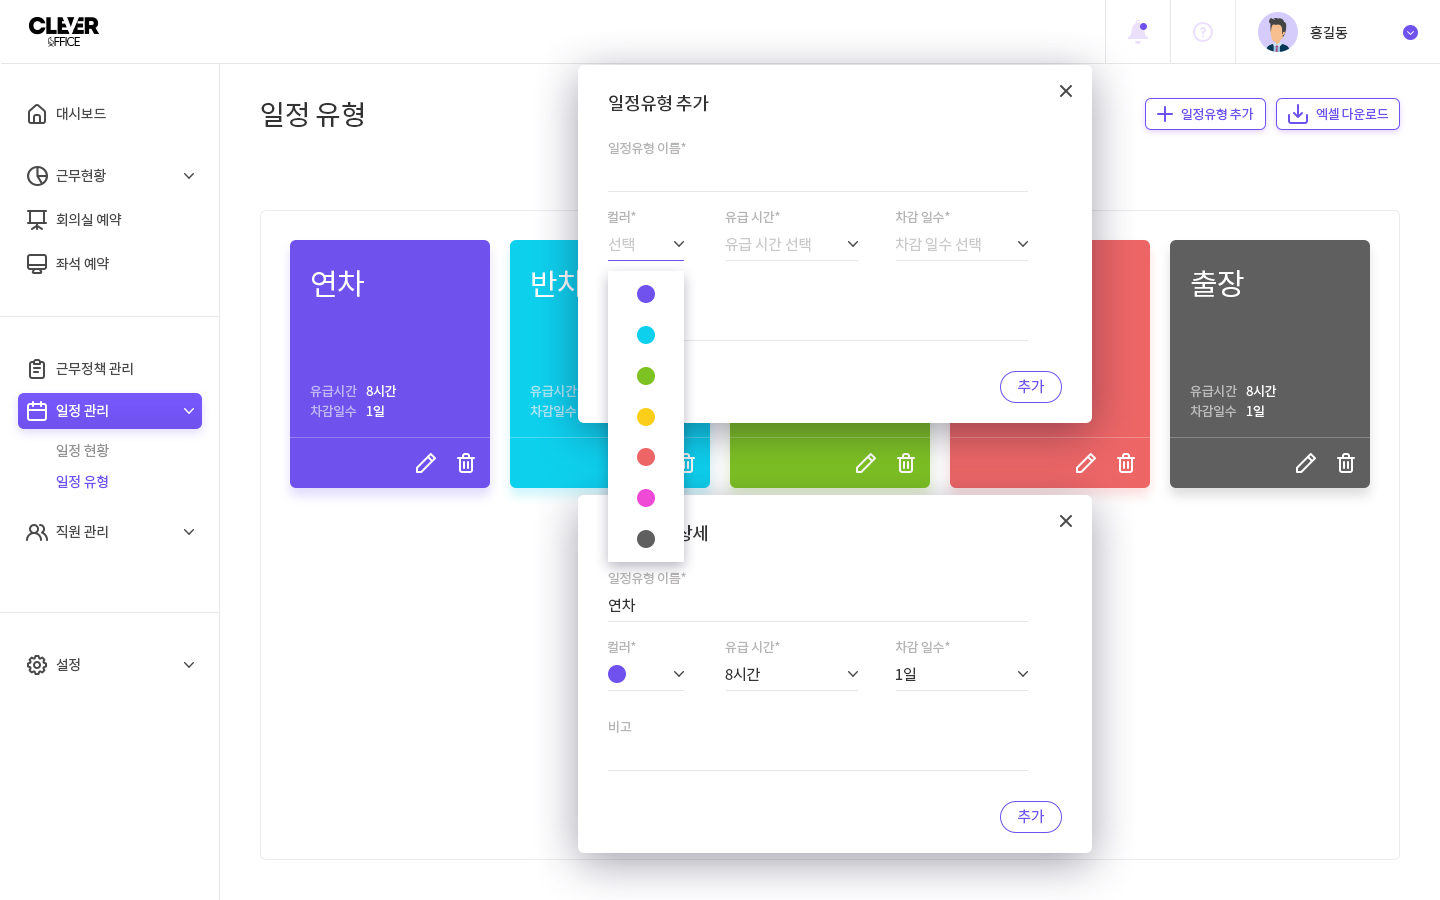 CLEVER
OFFICE
홍길동
대시보드
근무현황
회의실 예약
좌석 예약
근무정책 관리
일정 관리
일정 현황
일정 유형
직원 관리
설정
일정 유형
일정유형 추가
엑셀 다운로드
연차
유급시간 8시간
차감일수 1일
유급시간
차감일수
출장
유급시간 8시간
차감일수 1일
일정유형 추가
일정유형 이름*
컬러* 유급 시간* 차감 일수*
선택 유급 시간 선택 차감 일수 선택
추가
상세
일정유형 이름*
연차
컬러* 유급 시간* 차감 일수*
8시간 1일
비고
추가